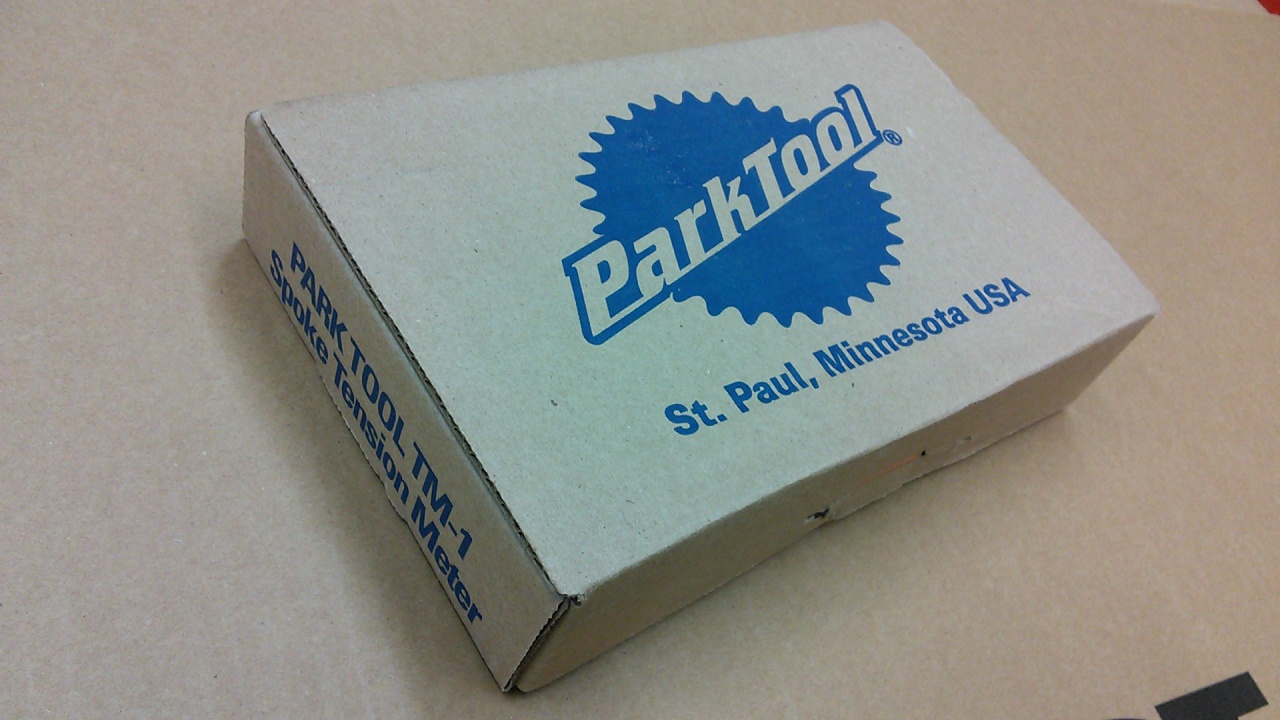 ParkTool®
St. Paul, Minnesota USA
PARK TOOL TM-1
Spoke Tension Meter